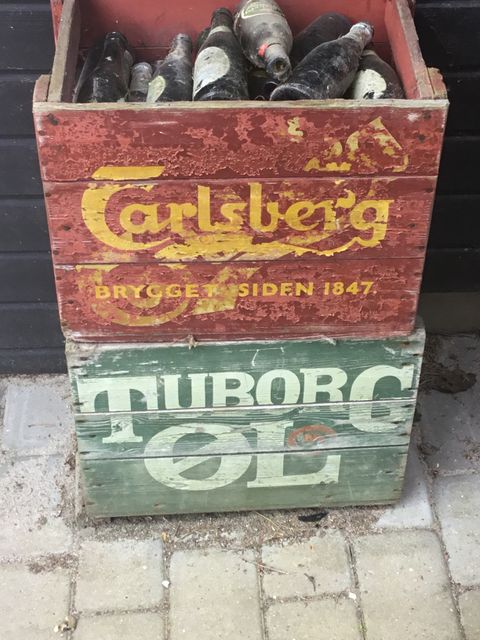 Carlsberg
BRYGGET SIDEN 1847
TUBORG
ØL